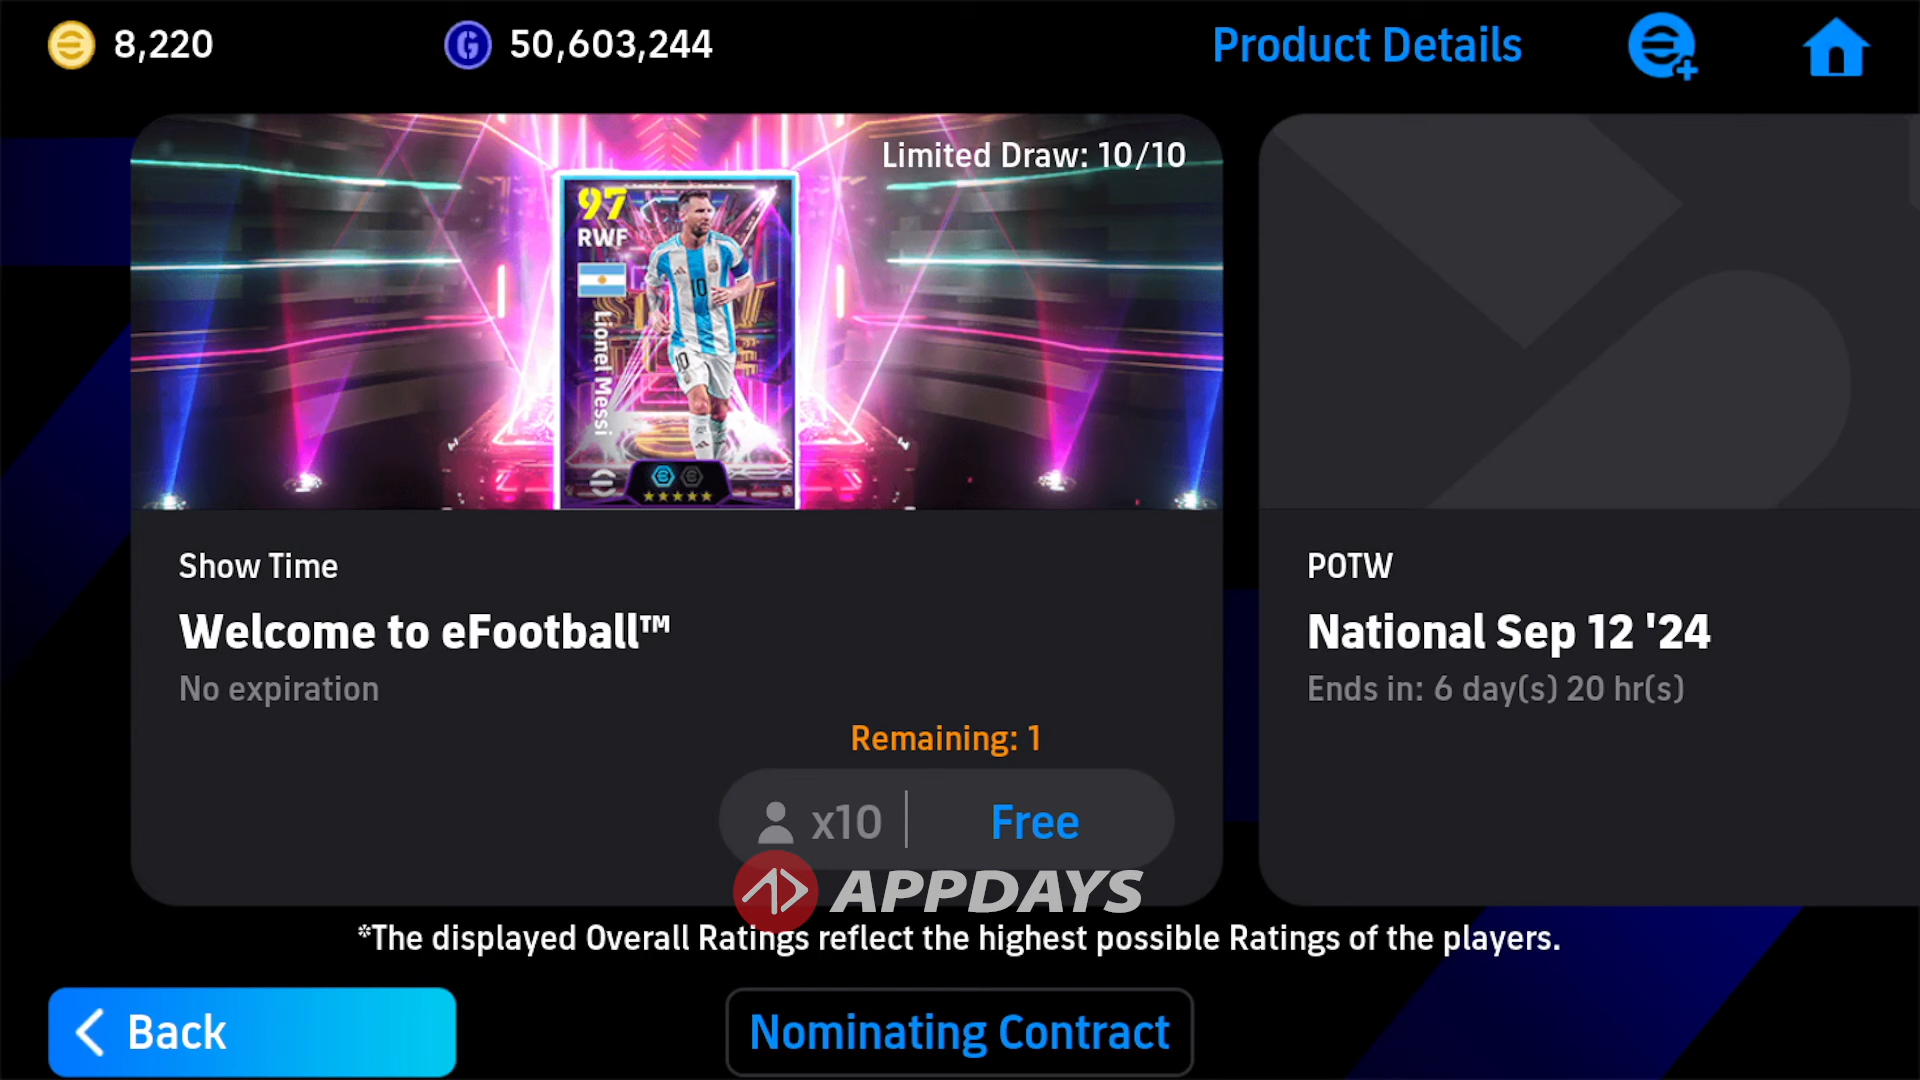 8,220
50,603,244
Product Details
Limited Draw: 10/10
97
RWF
10
10
Lionel Messi
Show Time
Welcome to eFootball™
No expiration
Remaining: 1
x10
Free
POTW
National Sep 12 '24
Ends in: 6 day(s) 20 hr(s)
APPDAYS
*The displayed Overall Ratings reflect the highest possible Ratings of the players.
Back
Nominating Contract